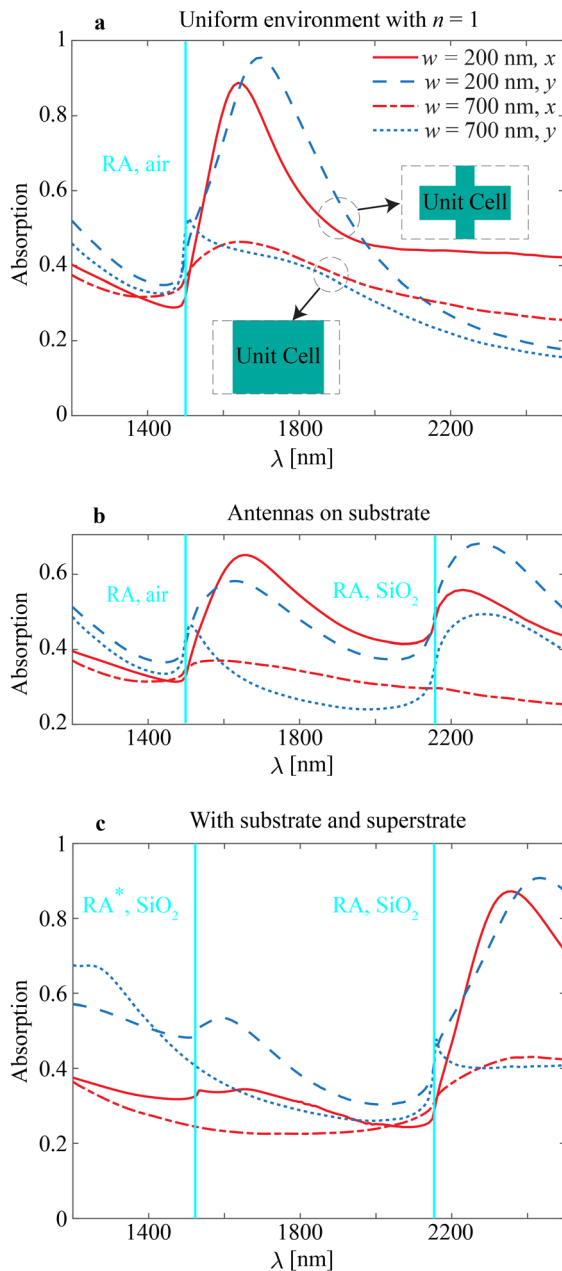 a Uniform environment with n = 1
1
w = 200 nm, x
w = 200 nm, y
w = 700 nm, x
w = 700 nm, y
0.8
RA, air
0.6
Unit Cell
0.4
Unit Cell
0.2
0
Absorption
1400 1800 2200
λ [nm]
b Antennas on substrate
0.6
RA, air
RA, SiO2
0.4
0.2
Absorption
1400 1800 2200
λ [nm]
c With substrate and superstrate
1
RA*, SiO2
RA, SiO2
0.8
0.6
0.4
0.2
0
Absorption
1400 1800 2200
λ [nm]